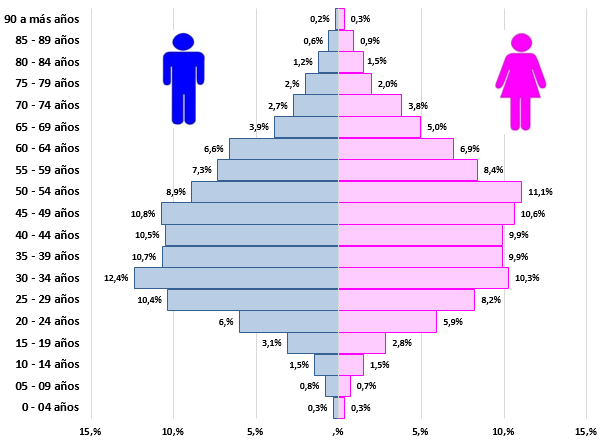 90 a más años 0,2% 0,3%
85 - 89 años 0,6% 0,9%
80 - 84 años 1,2% 1,5%
75 - 79 años 2,% 2,0%
70 - 74 años 2,7% 3,8%
65 - 69 años 3,9% 5,0%
60 - 64 años 6,6% 6,9%
55 - 59 años 7,3% 8,4%
50 - 54 años 8,9% 11,1%
45 - 49 años 10,8% 10,6%
40 - 44 años 10,5% 9,9%
35 - 39 años 10,7% 9,9%
30 - 34 años 12,4% 10,3%
25 - 29 años 10,4% 8,2%
20 - 24 años 6,% 5,9%
15 - 19 años 3,1% 2,8%
10 - 14 años 1,5% 1,5%
05 - 09 años 0,8% 0,7%
0 - 04 años 0,3% 0,3%
15,% 10,% 5,% ,% 5,% 10,% 15,%